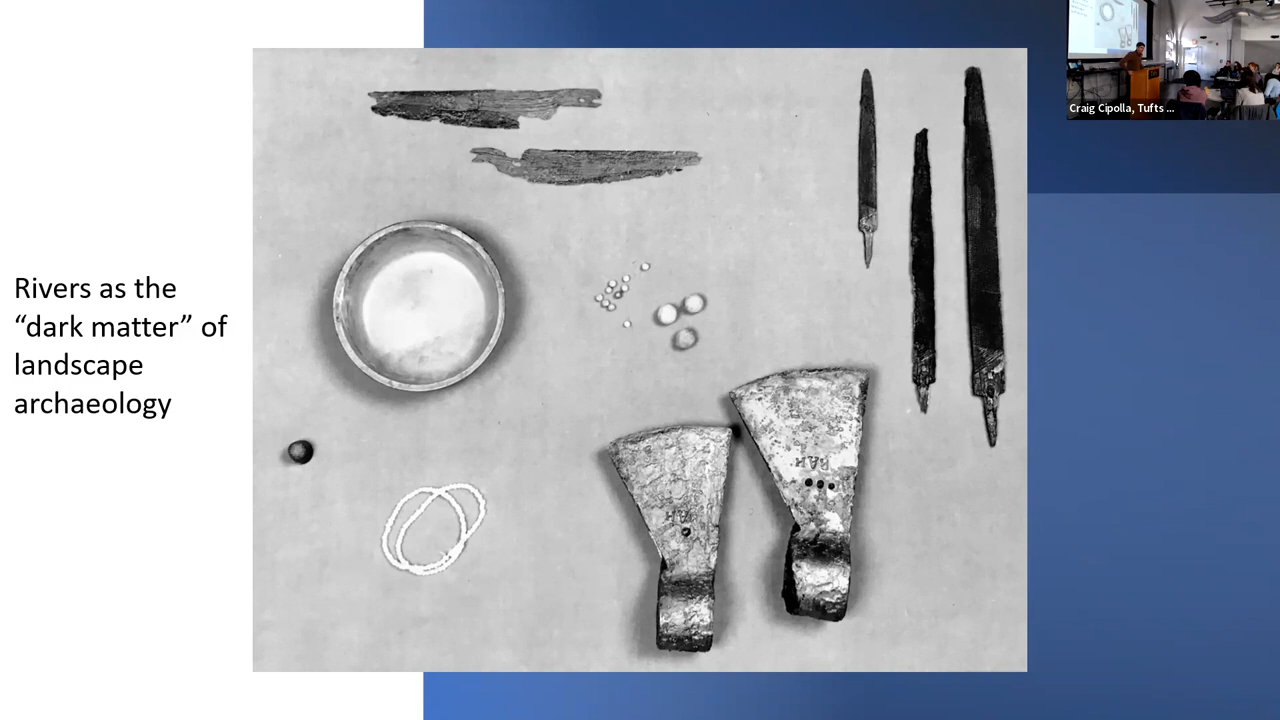 Rivers as the
“dark matter” of
landscape
archaeology
Craig Cipolla, Tufts ...